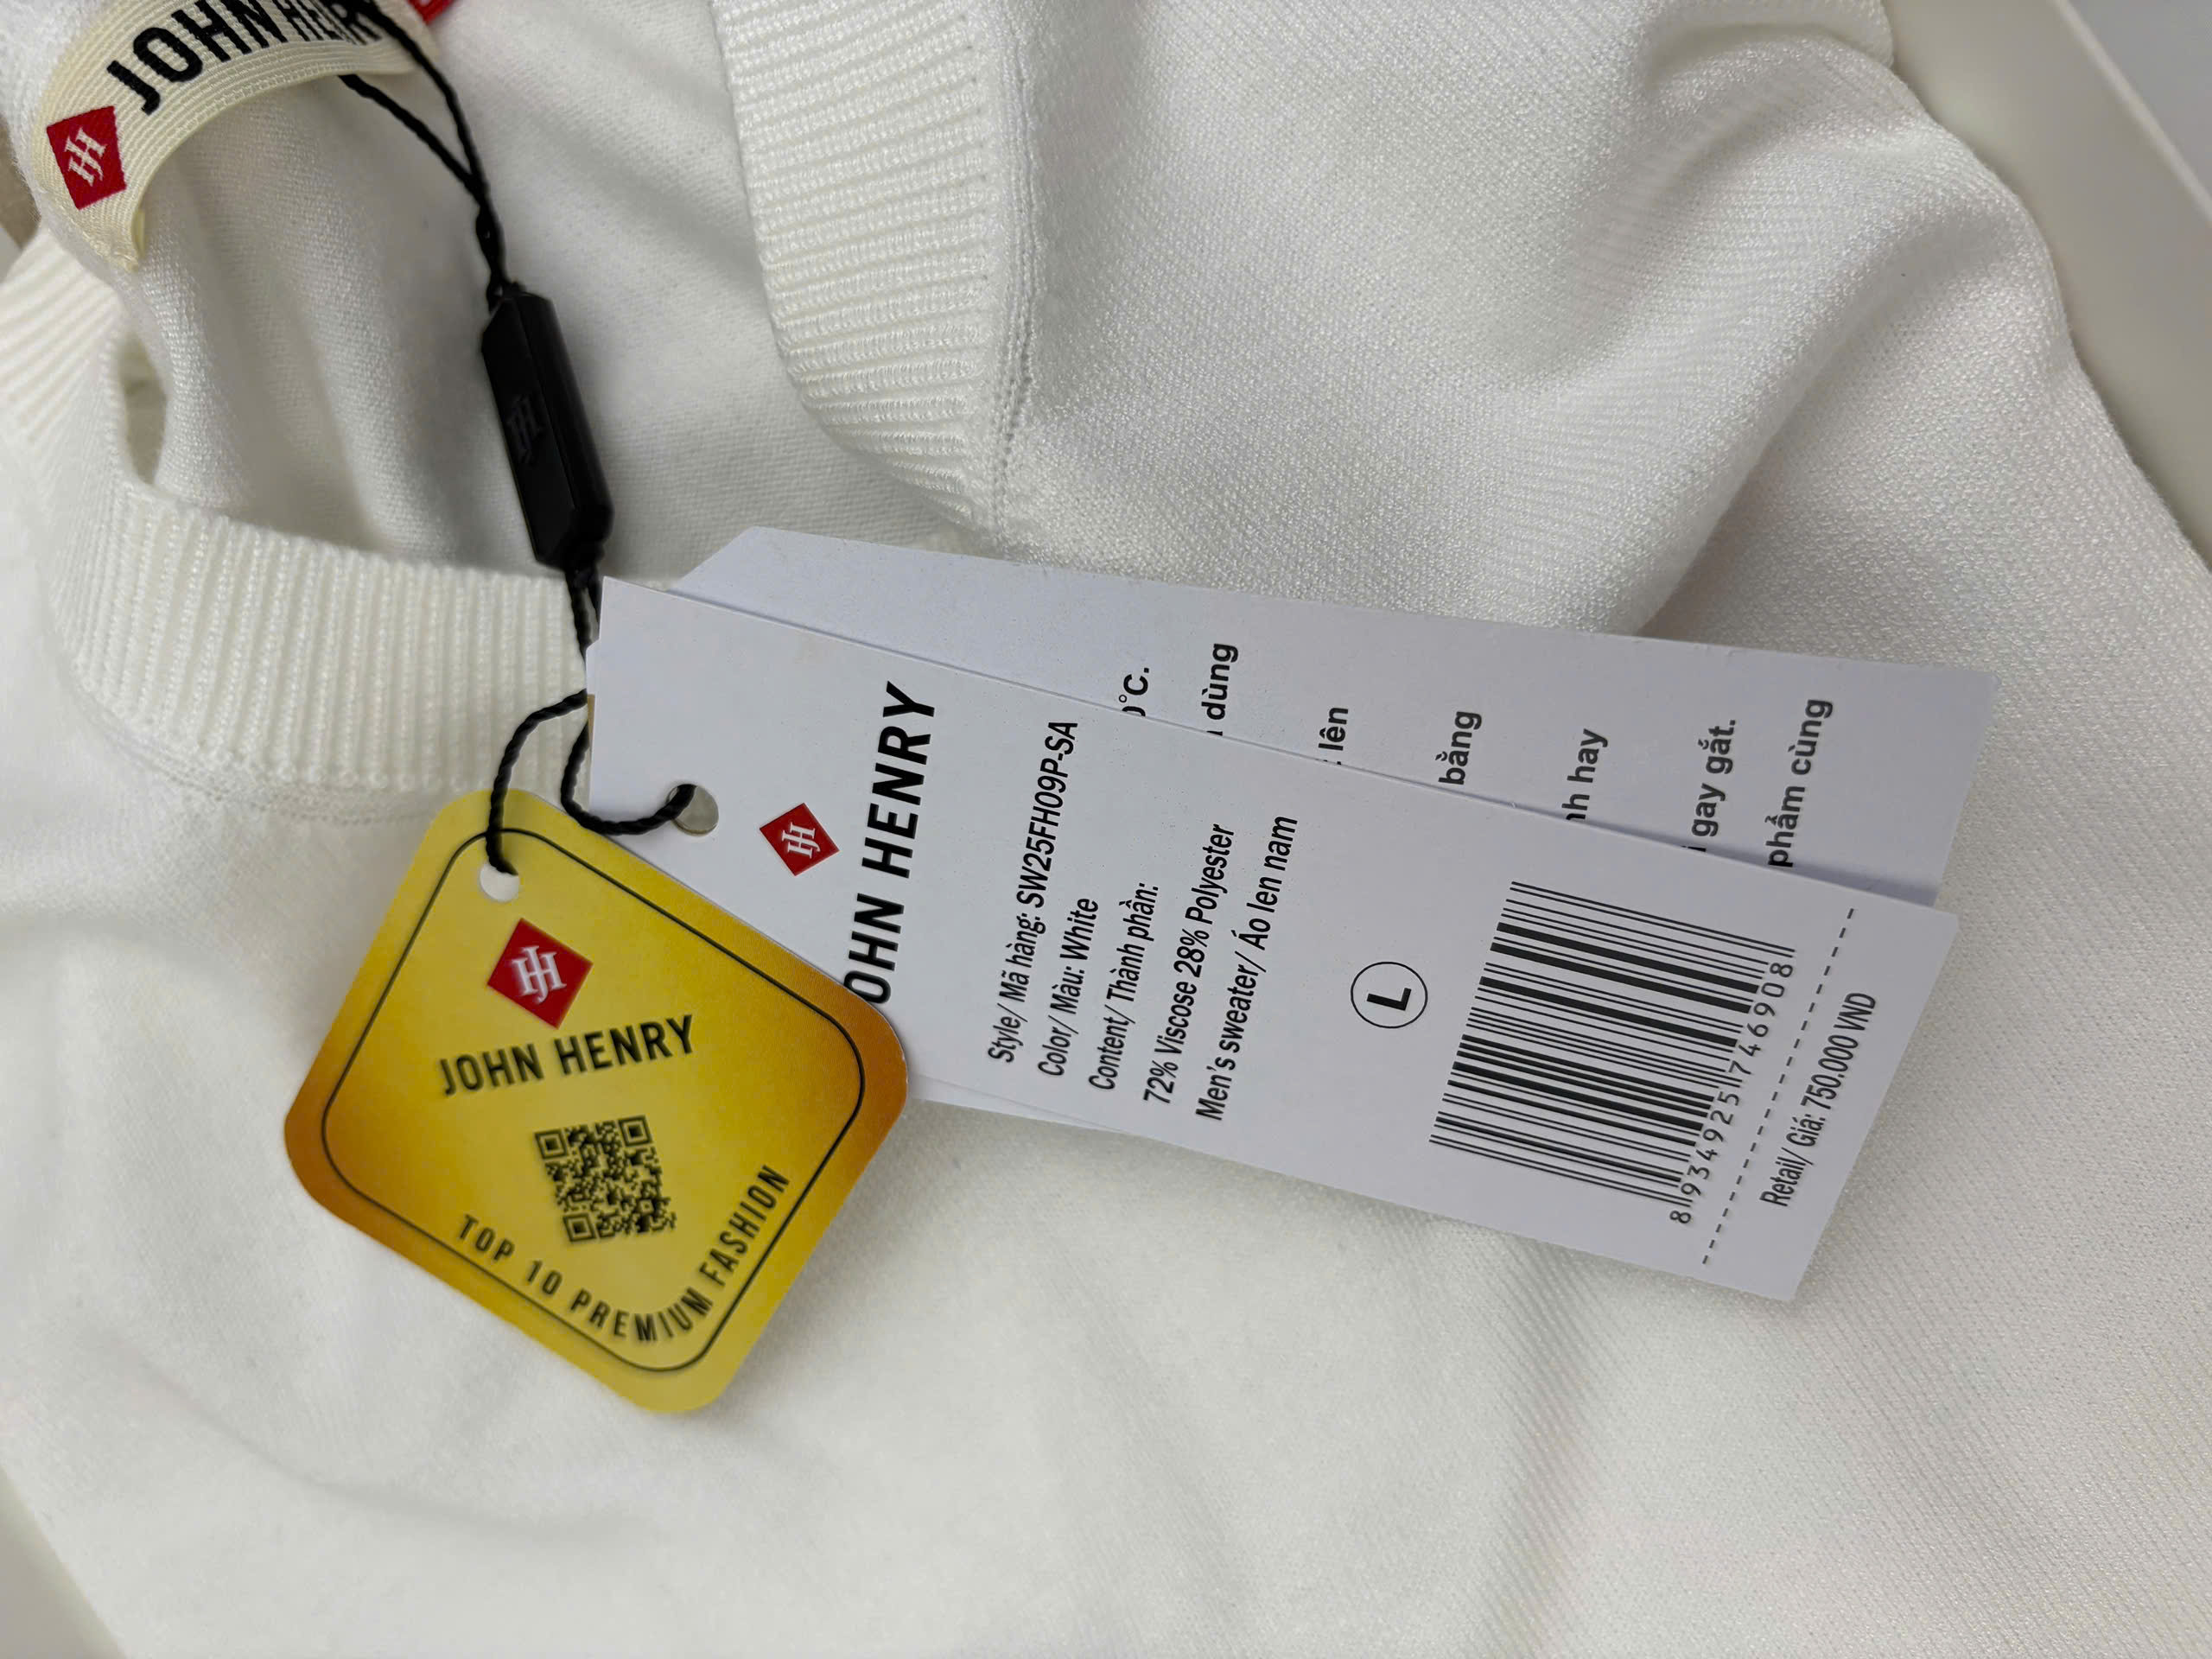 JOHN
JOHN HENRY
TOP 10 PREMIUM FASHION
JOHN HENRY
Style/ Mã hàng: SW25FH09P-SA
Color/ Màu: White
Content/ Thành phần:
72% Viscose 28% Polyester
Men's sweater/ Áo len nam
L
8 934925 746908
Retail/ Giá: 750.000 VND
°C.
dùng
lên
bằng
hay
gay gắt.
phẩm cùng